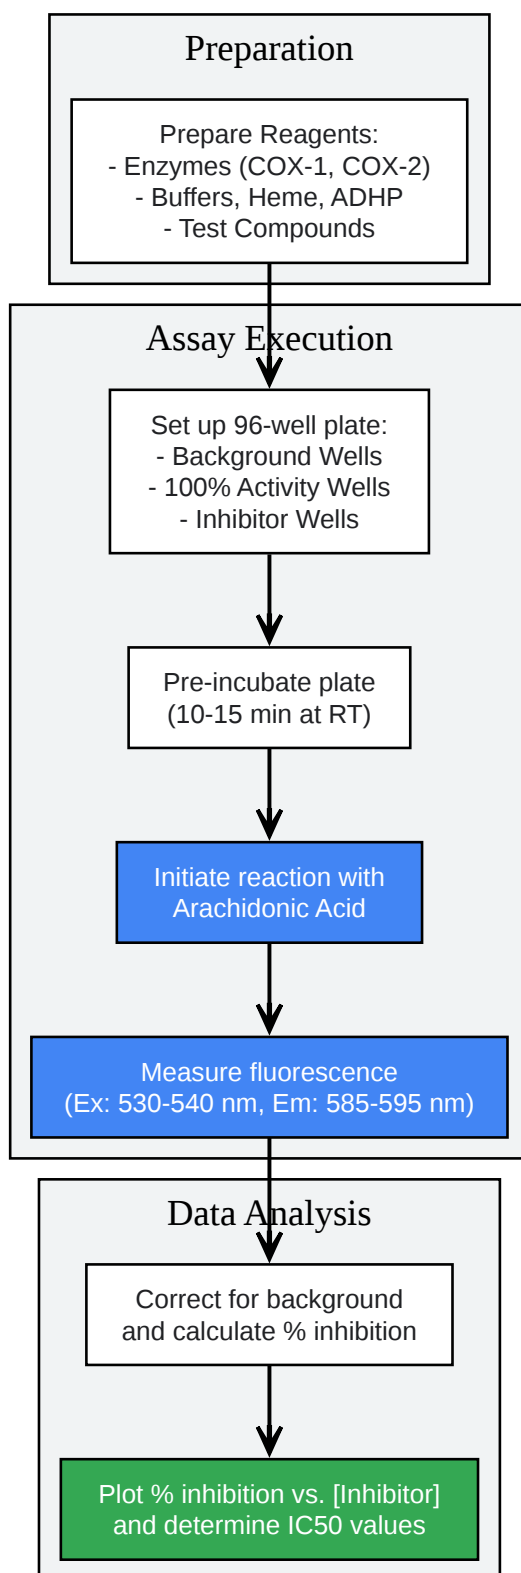 Preparation
Prepare Reagents:
- Enzymes (COX-1, COX-2)
- Buffers, Heme, ADHP
- Test Compounds
Assay Execution
Set up 96-well plate:
- Background Wells
- 100% Activity Wells
- Inhibitor Wells
Pre-incubate plate
(10-15 min at RT)
Initiate reaction with
Arachidonic Acid
Measure fluorescence
(Ex: 530-540 nm, Em: 585-595 nm)
Data Analysis
Correct for background
and calculate % inhibition
Plot % inhibition vs. [Inhibitor]
and determine IC50 values